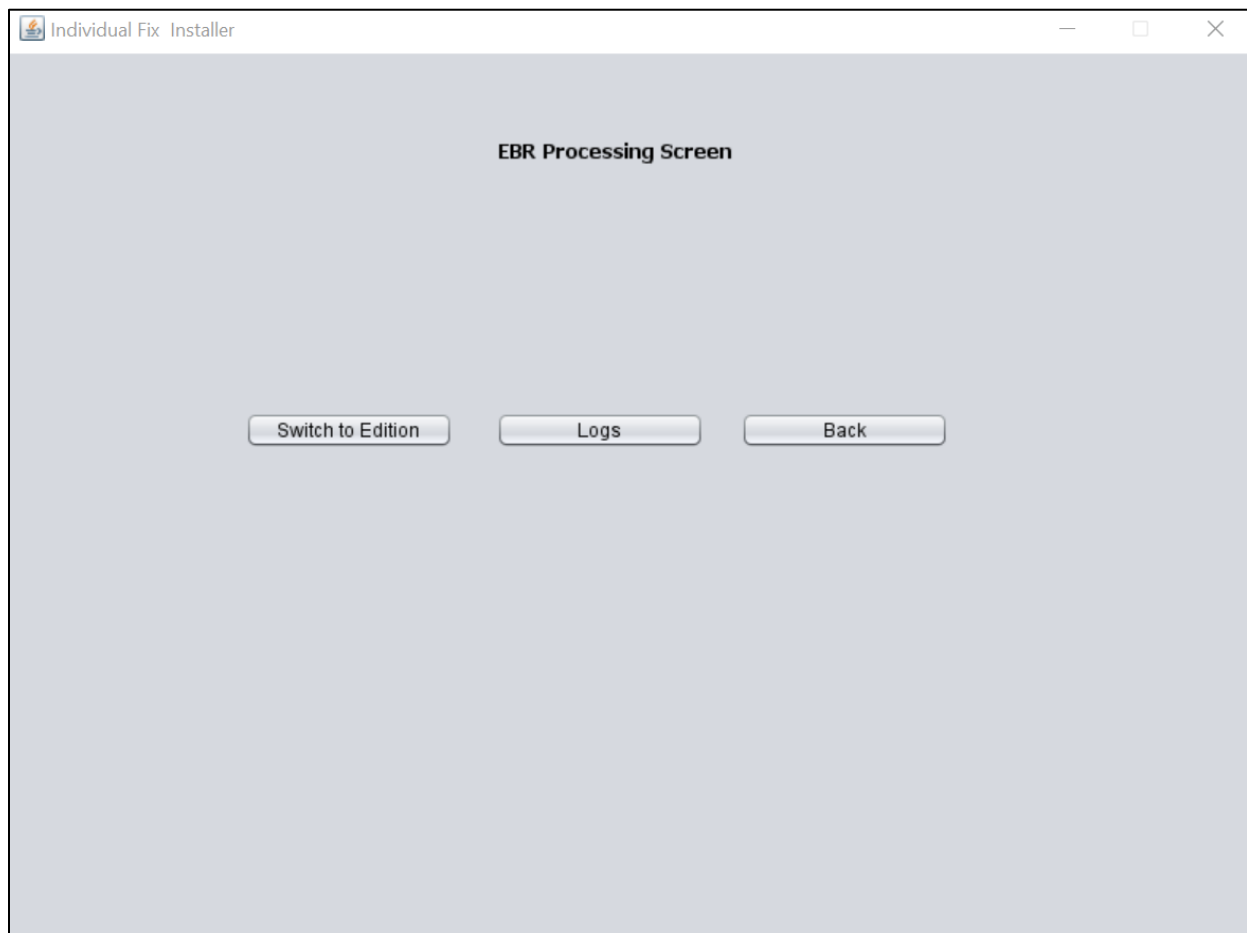 Individual Fix  Installer
EBR Processing Screen
Switch to Edition
Logs
Back